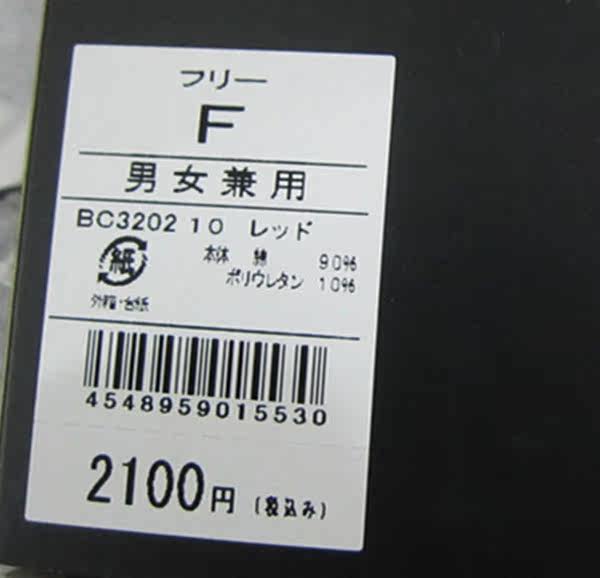 フリー
F
男女兼用
BC3202 10 レッド
本体 綿 90%
ポリウレタン 10%
紙
外箱・台紙
4548959015530
2100円 (税込み)